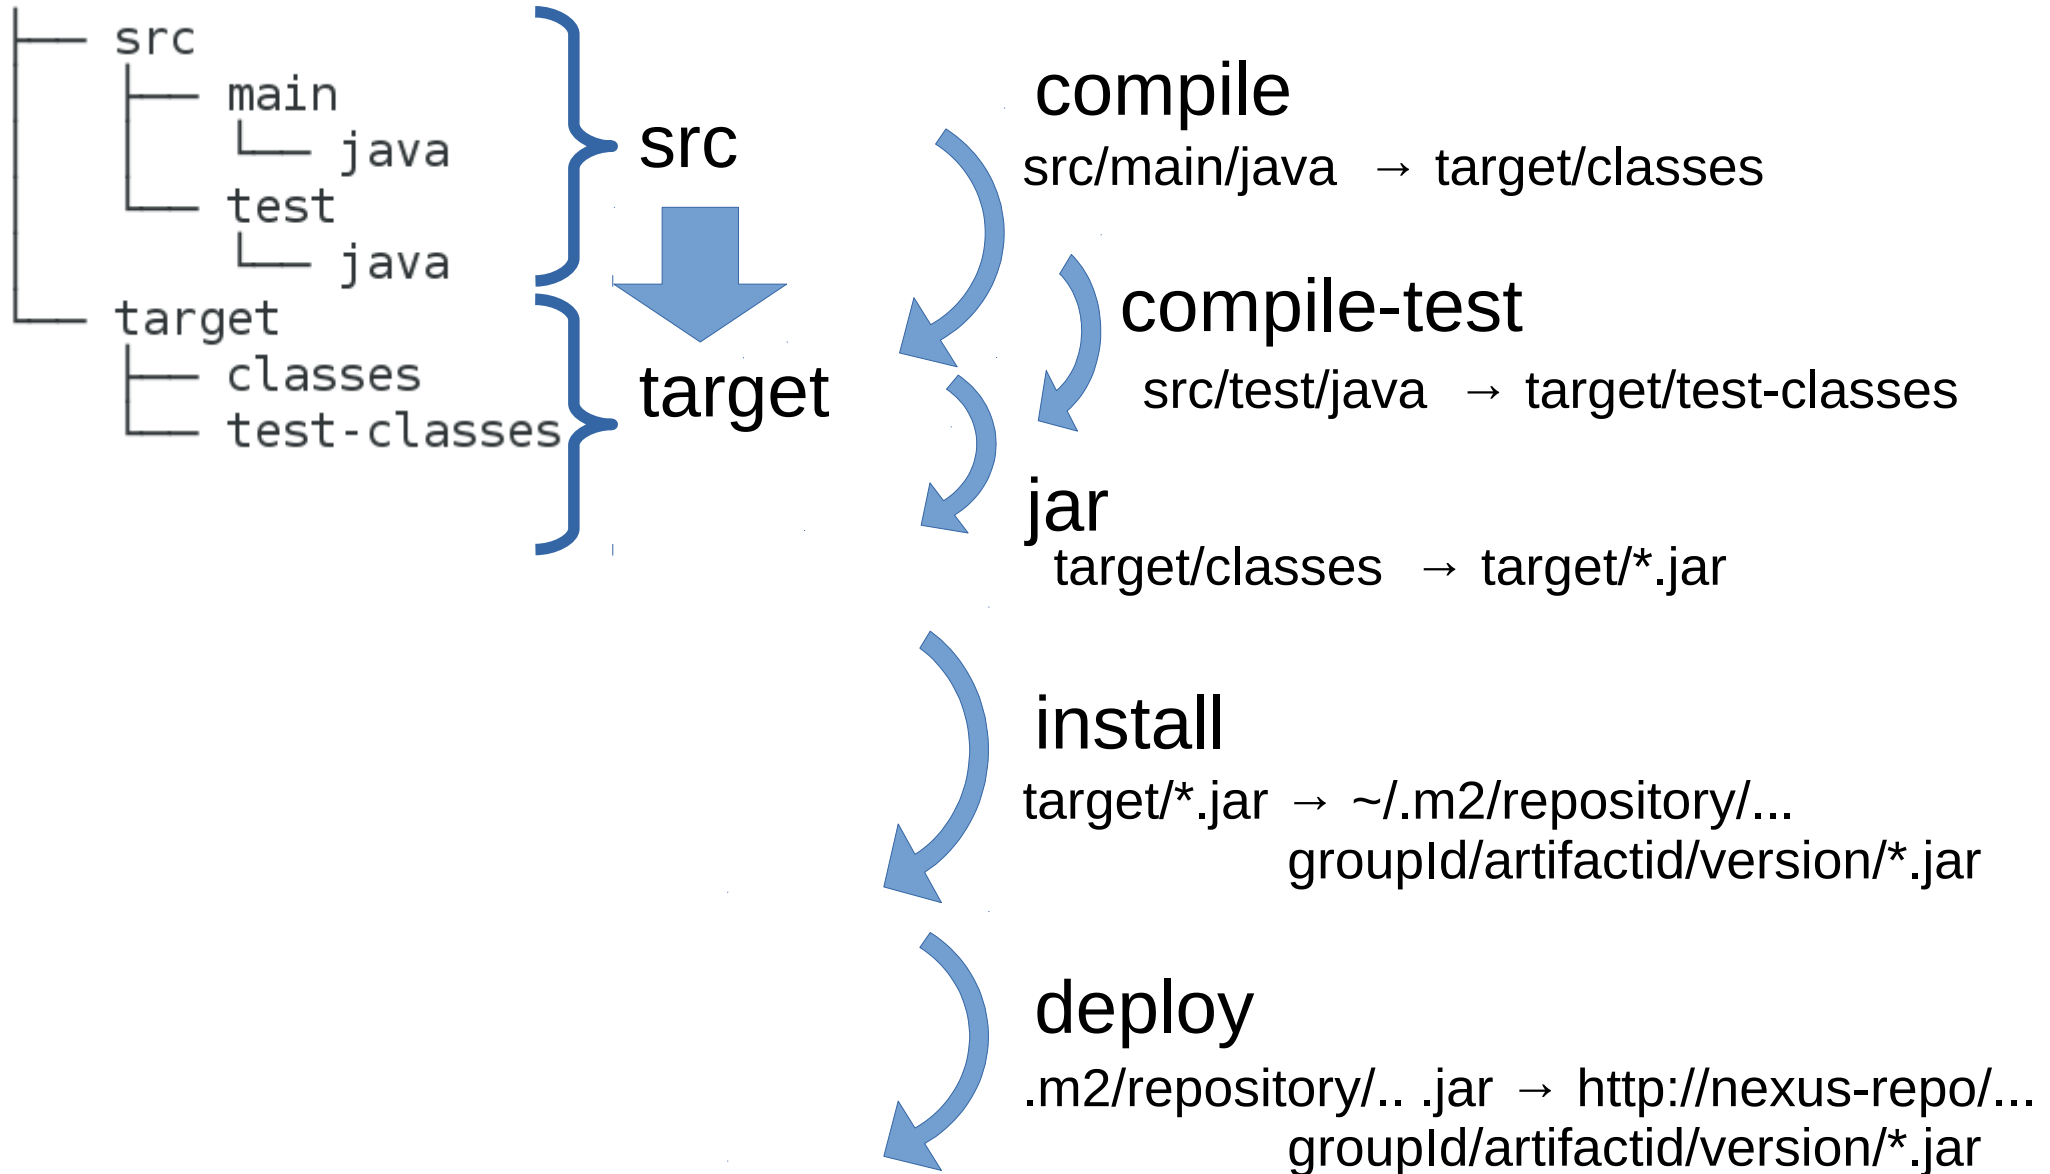 src
main
java
test
java
target
classes
test-classes
src
target
compile
src/main/java → target/classes
compile-test
src/test/java → target/test-classes
jar
target/classes → target/*.jar
install
target/*.jar → ~/.m2/repository/...
groupId/artifactid/version/*.jar
deploy
.m2/repository/.. .jar → http://nexus-repo/...
groupId/artifactid/version/*.jar